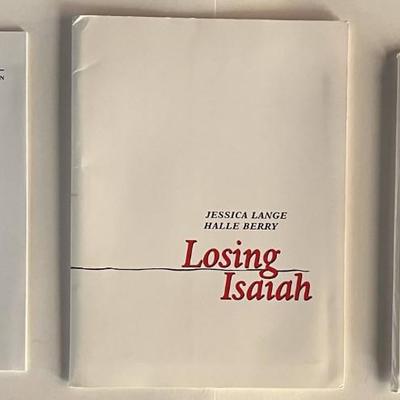 N
JESSICA LANGE
HALLE BERRY
Losing
Isaiah